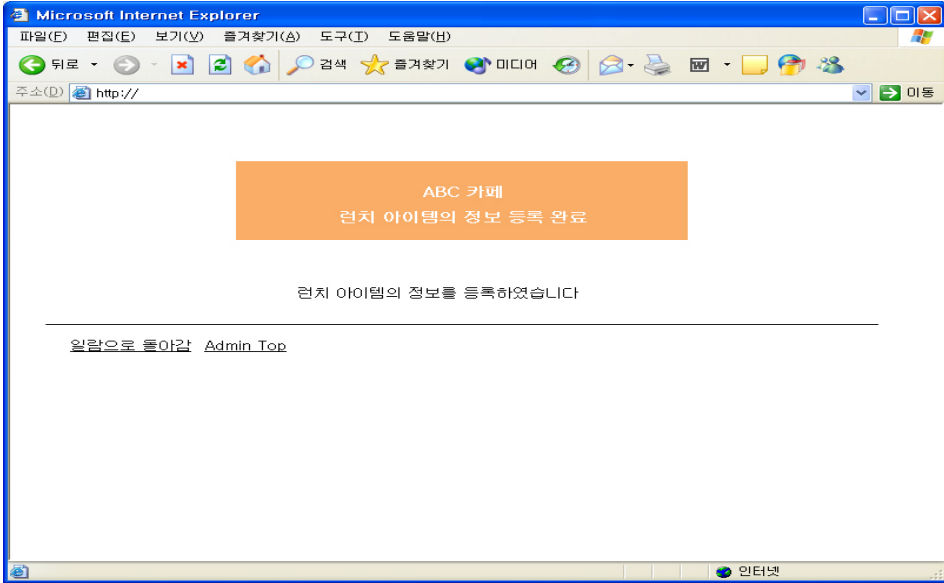 Microsoft Internet Explorer
파일(F) 편집(E) 보기(V) 즐겨찾기(A) 도구(T) 도움말(H)
뒤로 검색 즐겨찾기 미디어
주소(D) http:// 이동
ABC 카페
런치 아이템의 정보 등록 완료
런치 아이템의 정보를 등록하였습니다
일람으로 돌아감 Admin Top
인터넷